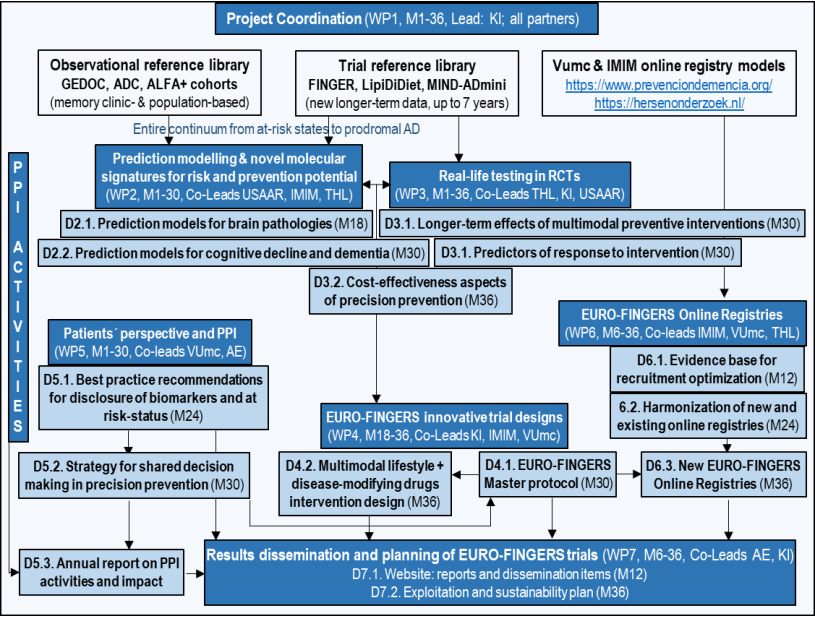 Project Coordination (WP1, M1-36, Lead: KI; all partners)
Observational reference library
GEDOC, ADC, ALFA+ cohorts
(memory clinic- & population-based)
Trial reference library
FINGER, LipiDiDiet, MIND-ADmini
(new longer-term data, up to 7 years)
Vumc & IMIM online registry models
https://www.prevenciondemencia.org/
https://hersenonderzoek.nl/
Entire continuum from at-risk states to prodromal AD
PPI ACTIVITIES
Prediction modelling & novel molecular
signatures for risk and prevention potential
(WP2, M1-30, Co-Leads USAAR, IMIM, THL)
Real-life testing in RCTs
(WP3, M1-36, Co-Leads THL, KI, USAAR)
D2.1. Prediction models for brain pathologies (M18)
D3.1. Longer-term effects of multimodal preventive interventions (M30)
D2.2. Prediction models for cognitive decline and dementia (M30)
D3.1. Predictors of response to intervention (M30)
D3.2. Cost-effectiveness aspects
of precision prevention (M36)
EURO-FINGERS Online Registries
(WP6, M6-36, Co-leads IMIM, VUmc, THL)
Patients´ perspective and PPI
(WP5, M1-30, Co-leads VUmc, AE)
D6.1. Evidence base for
recruitment optimization (M12)
D5.1. Best practice recommendations
for disclosure of biomarkers and at
risk-status (M24)
EURO-FINGERS innovative trial designs
(WP4, M18-36, Co-Leads KI, IMIM, VUmc)
6.2. Harmonization of new and
existing online registries (M24)
D5.2. Strategy for shared decision
making in precision prevention (M30)
D4.2. Multimodal lifestyle +
disease-modifying drugs
intervention design (M36)
D4.1. EURO-FINGERS
Master protocol (M30)
D6.3. New EURO-FINGERS
Online Registries (M36)
D5.3. Annual report on PPI
activities and impact
Results dissemination and planning of EURO-FINGERS trials (WP7, M6-36, Co-Leads AE, KI)
D7.1. Website: reports and dissemination items (M12)
D7.2. Exploitation and sustainability plan (M36)